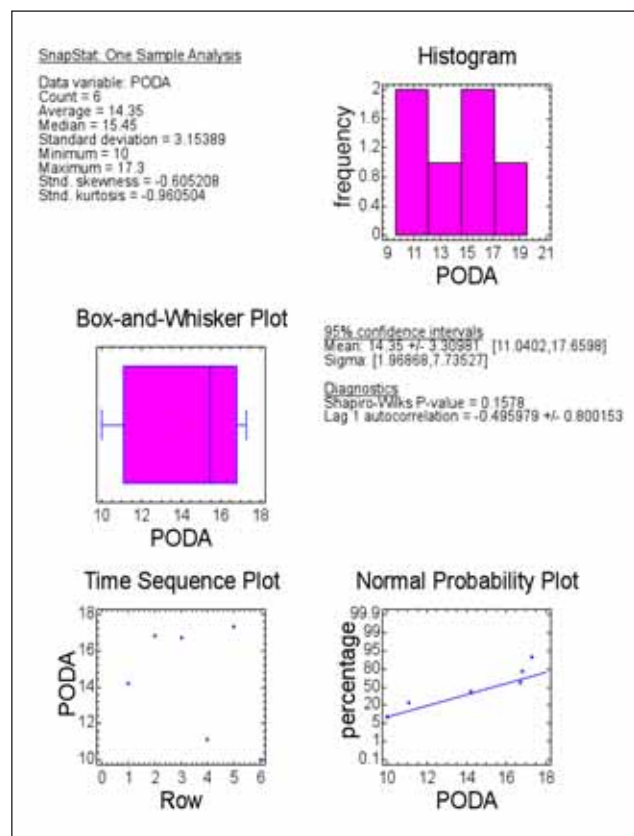 SnapStat: One Sample Analysis
Data variable: PODA
Count = 6
Average = 14.35
Median = 15.45
Standard deviation = 3.15389
Minimum = 10
Maximum = 17.3
Stnd. skewness = -0.605208
Stnd. kurtosis = -0.960504
Histogram
frequency
2
1.6
1.2
0.8
0.4
0
9 11 13 15 17 19 21
PODA
Box-and-Whisker Plot
10 12 14 16 18
PODA
95% confidence intervals
Mean: 14.35 +/- 3.30981 [11.0402,17.6598]
Sigma: [1.96868,7.73527]
Diagnostics
Shapiro-Wilks P-value = 0.1578
Lag 1 autocorrelation = -0.495979 +/- 0.800153
Time Sequence Plot
PODA
18
16
14
12
10
0 1 2 3 4 5 6
Row
Normal Probability Plot
percentage
99.9
99
95
80
50
20
5
1
0.1
10 12 14 16 18
PODA